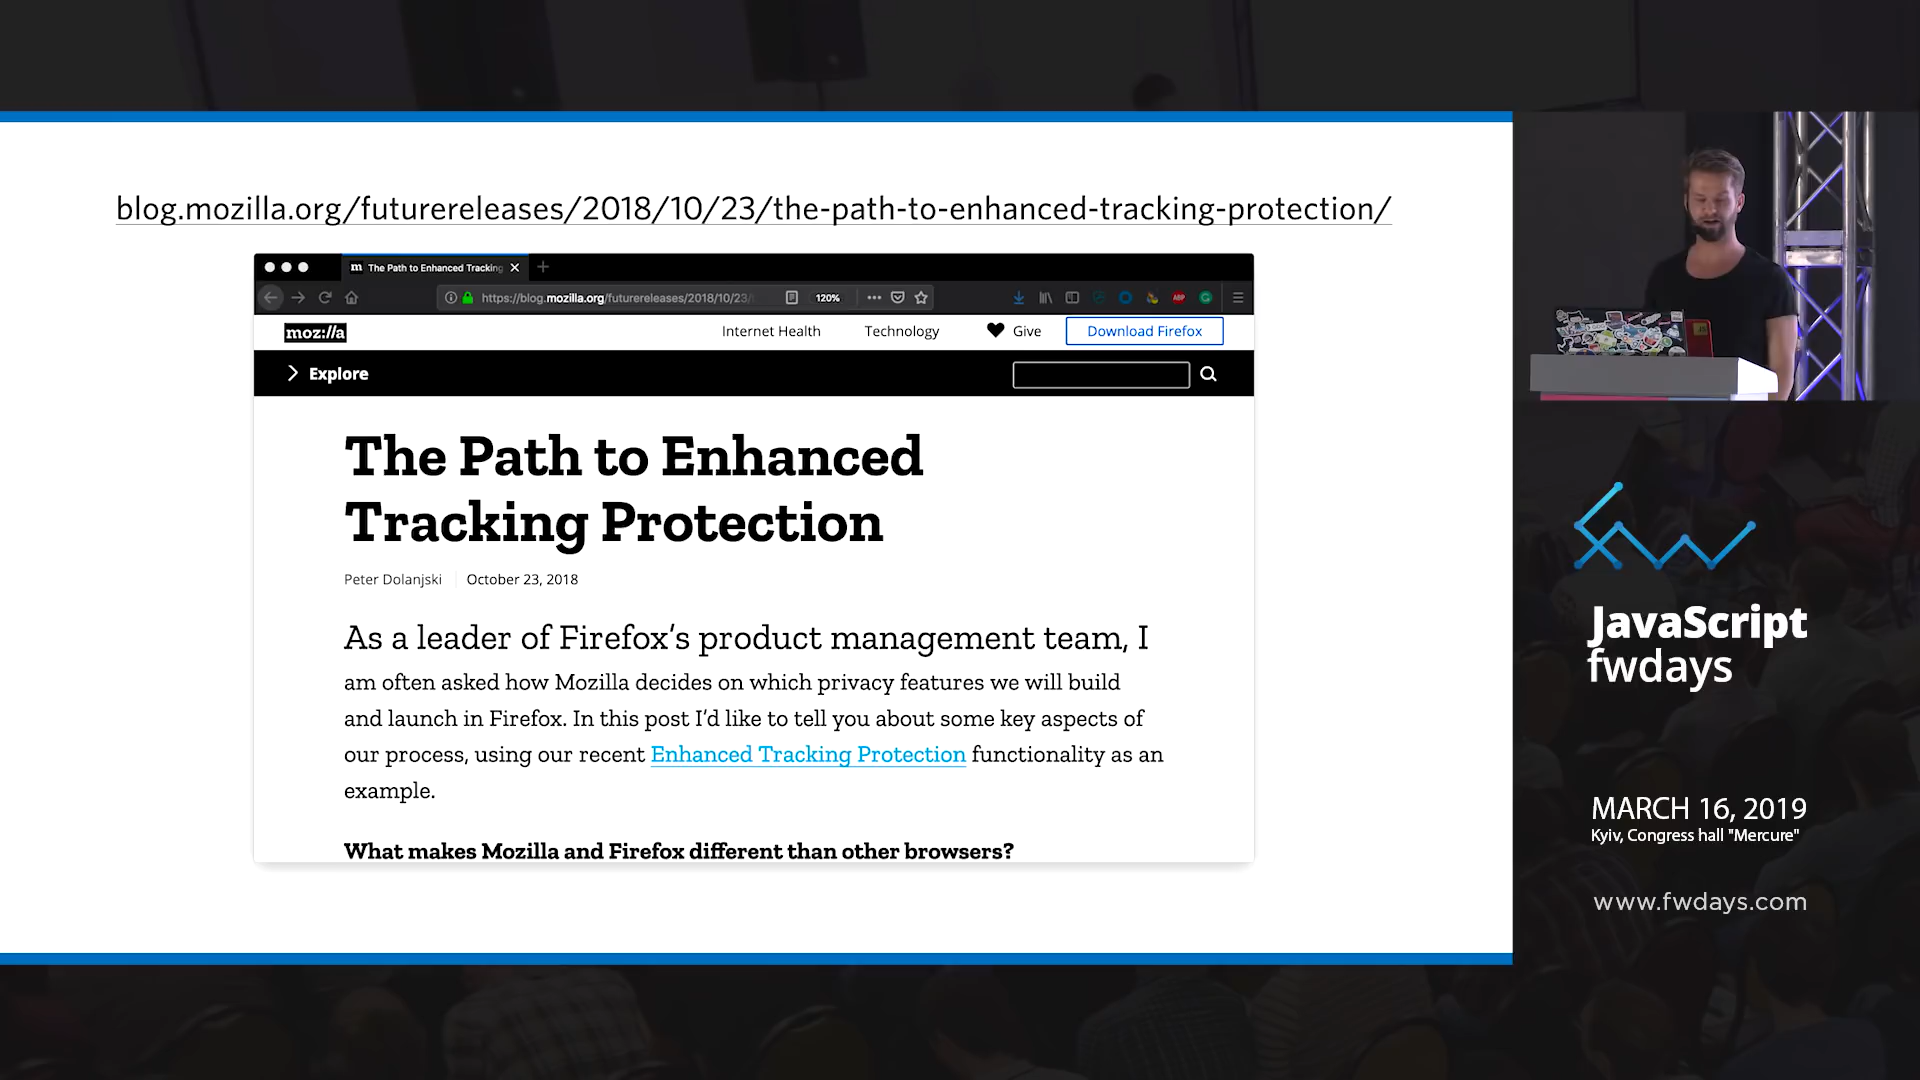 blog.mozilla.org/futurereleases/2018/10/23/the-path-to-enhanced-tracking-protection/
m The Path to Enhanced Tracking
https://blog.mozilla.org/futurereleases/2018/10/23/
120%
ABP
moz://a
Internet Health
Technology
Give
Download Firefox
Explore
The Path to Enhanced
Tracking Protection
Peter Dolanjski
October 23, 2018
As a leader of Firefox’s product management team, I
am often asked how Mozilla decides on which privacy features we will build
and launch in Firefox. In this post I’d like to tell you about some key aspects of
our process, using our recent Enhanced Tracking Protection functionality as an
example.
What makes Mozilla and Firefox different than other browsers?
JS
fw
JavaScript
fwdays
MARCH 16, 2019
Kyiv, Congress hall "Mercure"
www.fwdays.com